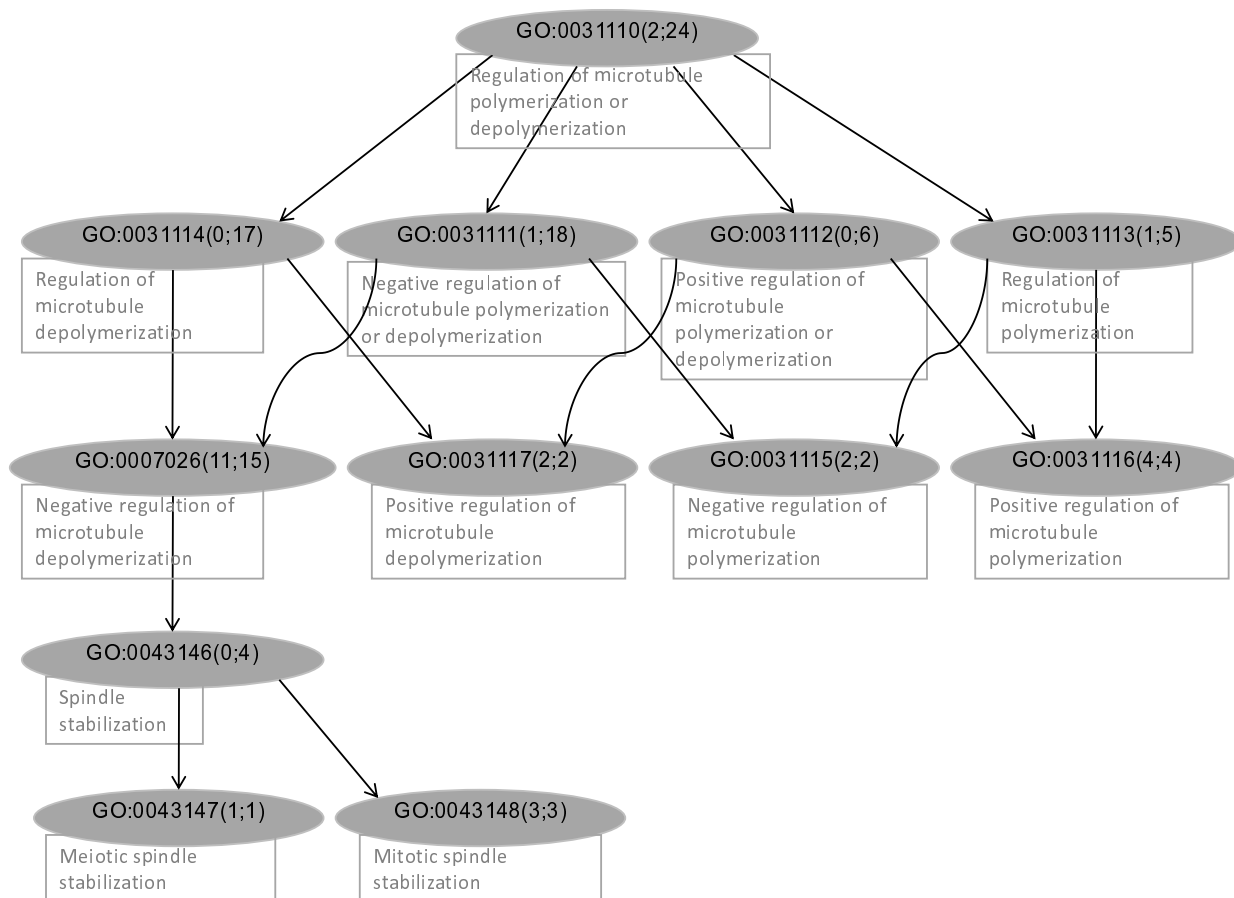 GO:0031110(2;24)
Regulation of microtubule
polymerization or
depolymerization
GO:0031114(0;17)
Regulation of
microtubule
depolymerization
GO:0031111(1;18)
Negative regulation of
microtubule polymerization
or depolymerization
GO:0031112(0;6)
Positive regulation of
microtubule
polymerization or
depolymerization
GO:0031113(1;5)
Regulation of
microtubule
polymerization
GO:0007026(11;15)
Negative regulation of
microtubule
depolymerization
GO:0031117(2;2)
Positive regulation of
microtubule
depolymerization
GO:0031115(2;2)
Negative regulation of
microtubule
polymerization
GO:0031116(4;4)
Positive regulation of
microtubule
polymerization
GO:0043146(0;4)
Spindle
stabilization
GO:0043147(1;1)
Meiotic spindle
stabilization
GO:0043148(3;3)
Mitotic spindle
stabilization